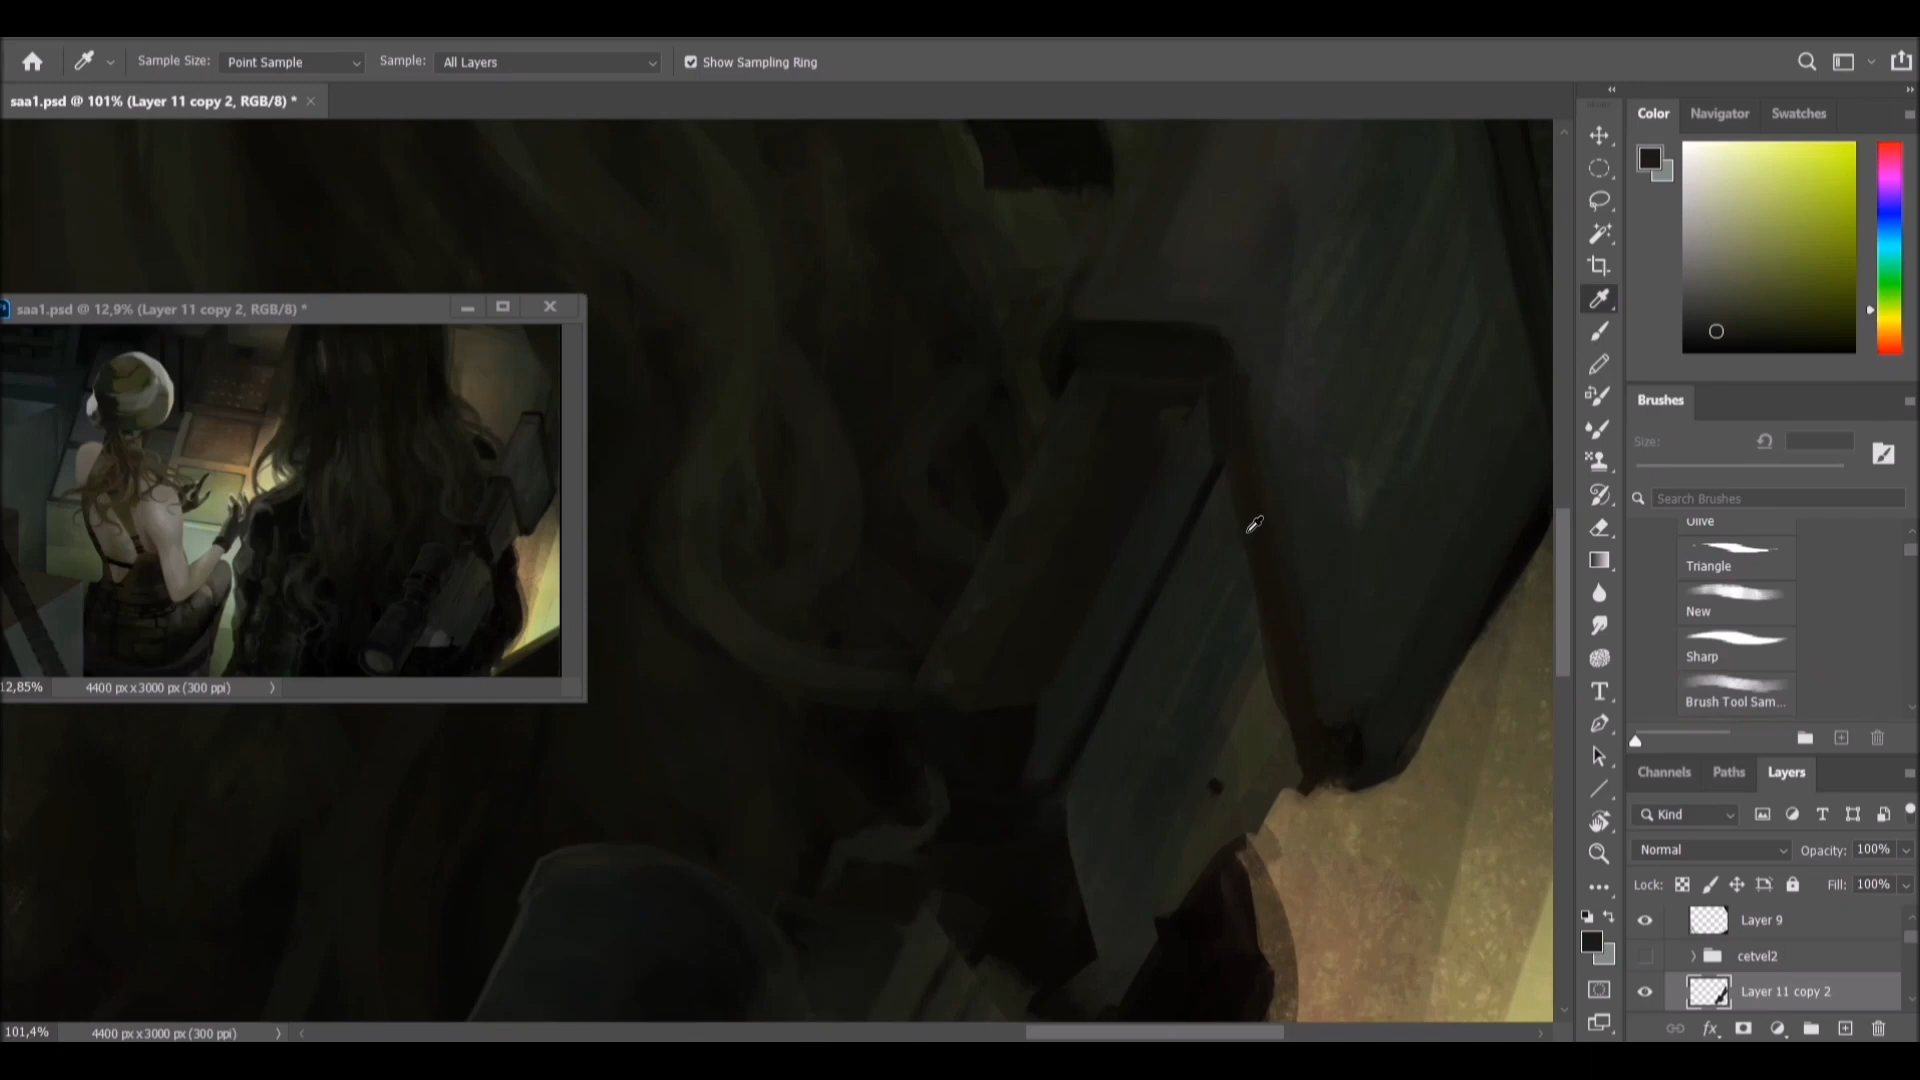 Sample Size: Point Sample Sample: All Layers Show Sampling Ring
saa1.psd @ 101% (Layer 11 copy 2, RGB/8) *
Color Navigator Swatches
saa1.psd @ 12,9% (Layer 11 copy 2, RGB/8) *
12,85% 4400 px x 3000 px (300 ppi)
Brushes
Size:
Search Brushes
Olive
Triangle
New
Sharp
Brush Tool Sam...
Channels Paths Layers
Kind
Normal Opacity: 100%
Lock: Fill: 100%
Layer 9
cetvel2
Layer 11 copy 2
101,4% 4400 px x 3000 px (300 ppi)